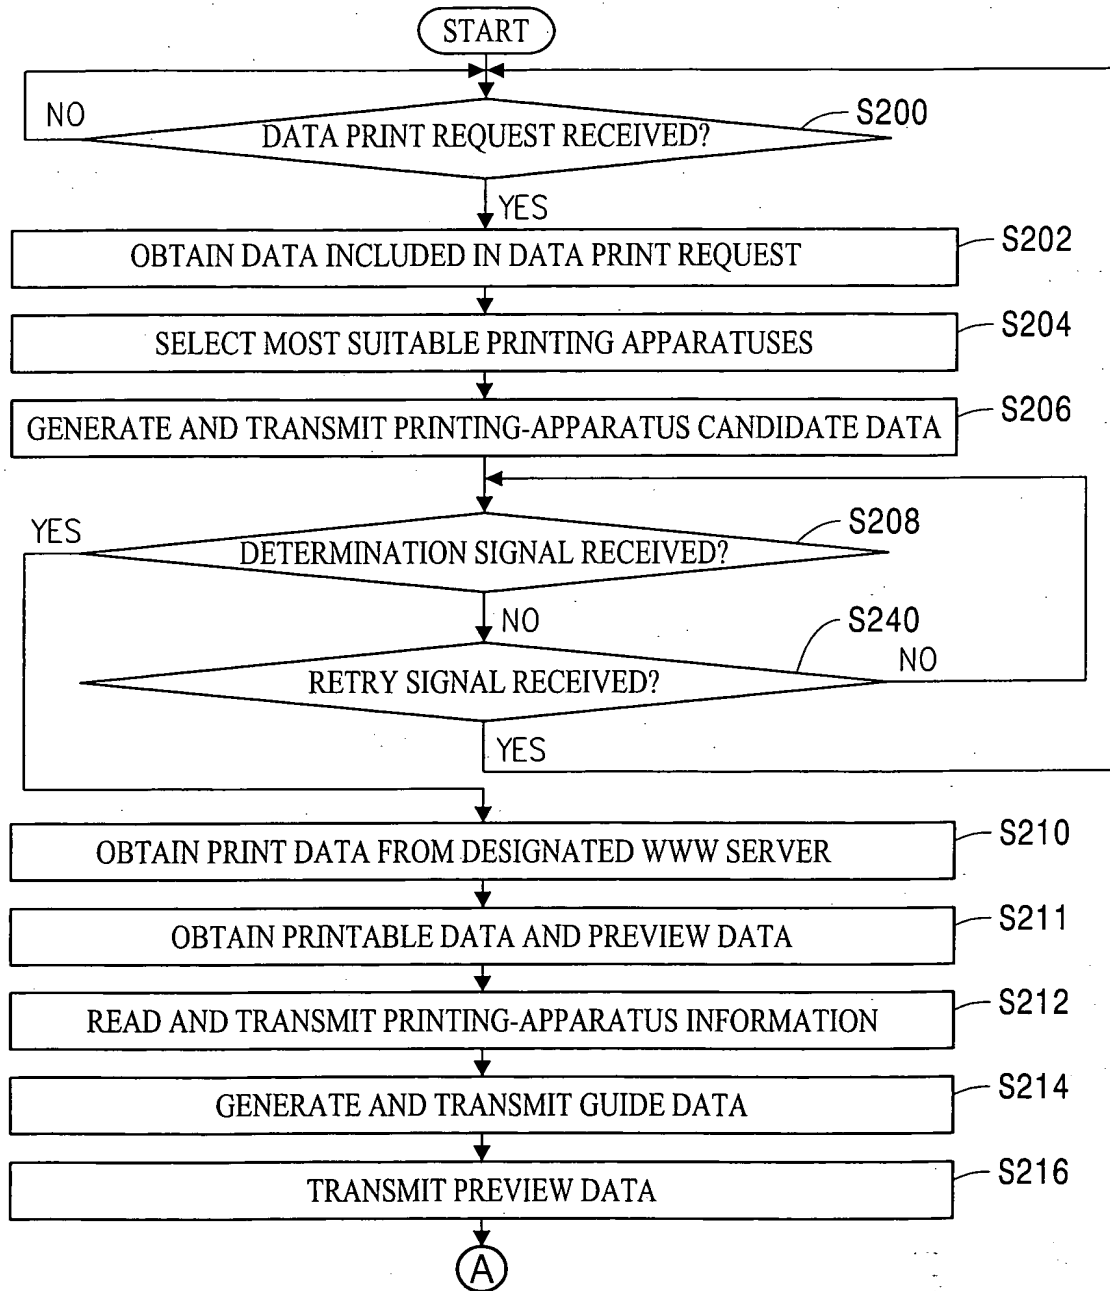 START
NO
S200
DATA PRINT REQUEST RECEIVED?
YES
S202
OBTAIN DATA INCLUDED IN DATA PRINT REQUEST
S204
SELECT MOST SUITABLE PRINTING APPARATUSES
S206
GENERATE AND TRANSMIT PRINTING-APPARATUS CANDIDATE DATA
YES
S208
DETERMINATION SIGNAL RECEIVED?
NO
S240
NO
RETRY SIGNAL RECEIVED?
YES
S210
OBTAIN PRINT DATA FROM DESIGNATED WWW SERVER
S211
OBTAIN PRINTABLE DATA AND PREVIEW DATA
S212
READ AND TRANSMIT PRINTING-APPARATUS INFORMATION
S214
GENERATE AND TRANSMIT GUIDE DATA
S216
TRANSMIT PREVIEW DATA
A